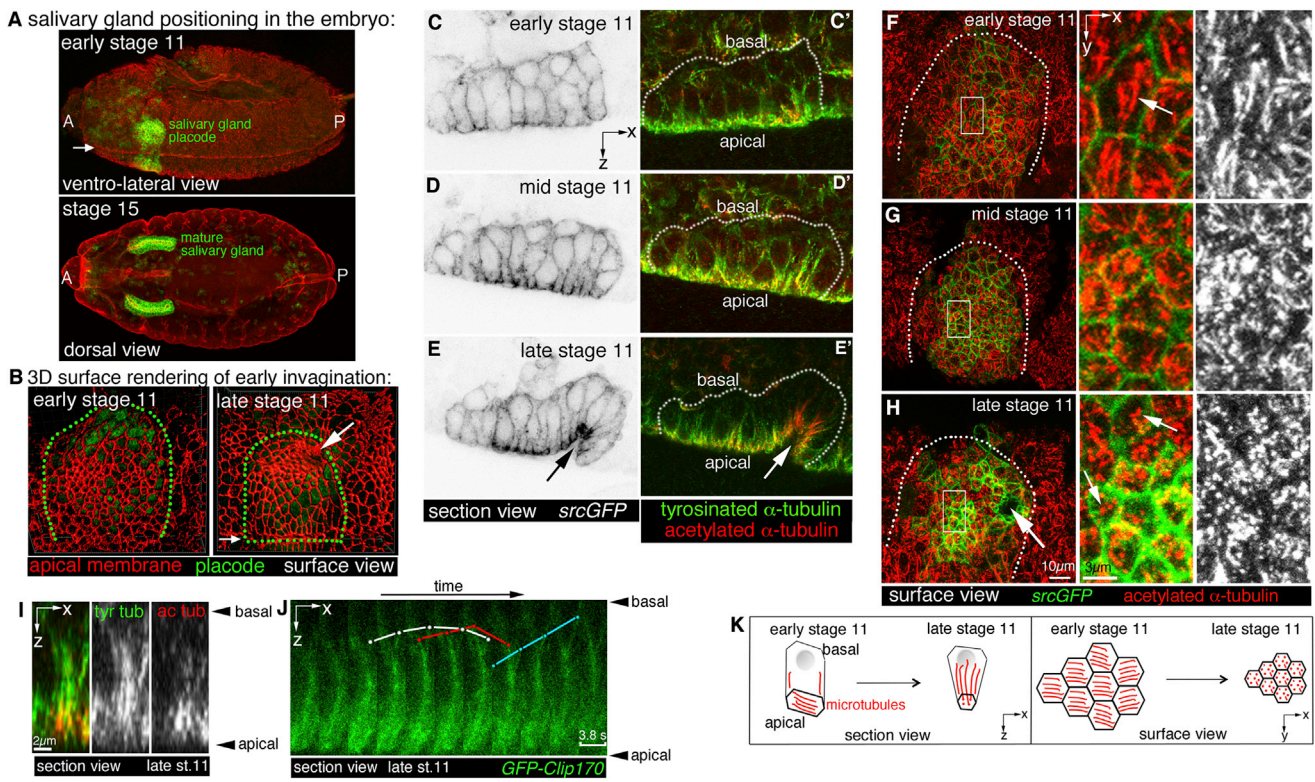 A salivary gland positioning in the embryo:
early stage 11
A
P
salivary gland
placode
ventro-lateral view
stage 15
mature
salivary gland
A
P
dorsal view
B 3D surface rendering of early invagination:
early stage 11
late stage 11
apical membrane placode surface view
C
early stage 11
x
z
C'
basal
apical
D
mid stage 11
D'
basal
apical
E
late stage 11
E'
basal
apical
section view srcGFP
tyrosinated α-tubulin
acetylated α-tubulin
F
early stage 11
x
y
G
mid stage 11
H
late stage 11
10µm
3µm
surface view srcGFP acetylated α-tubulin
I
x
z
tyr tub
ac tub
basal
2µm
apical
section view late st.11
time
J
x
z
basal
3.8 s
apical
section view late st.11 GFP-Clip170
K
early stage 11
late stage 11
basal
microtubules
apical
x
z
section view
early stage 11
late stage 11
x
y
surface view